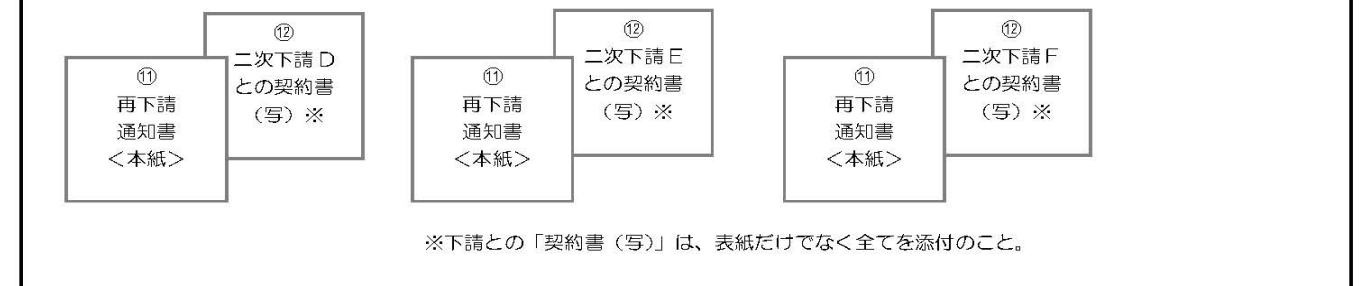 ⑫
二次下請D
との契約書
（写）※
⑪
再下請
通知書
＜本紙＞
⑫
二次下請E
との契約書
（写）※
⑪
再下請
通知書
＜本紙＞
⑫
二次下請F
との契約書
（写）※
⑪
再下請
通知書
＜本紙＞
※下請との「契約書（写）」は、表紙だけでなく全てを添付のこと。